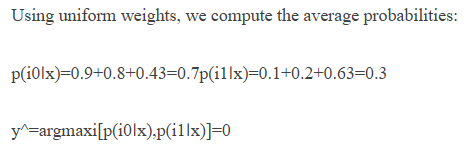 Using uniform weights, we compute the average probabilities:
p(i0|x)=0.9+0.8+0.43=0.7p(i1|x)=0.1+0.2+0.63=0.3
y^=argmaxi[p(i0|x),p(i1|x)]=0